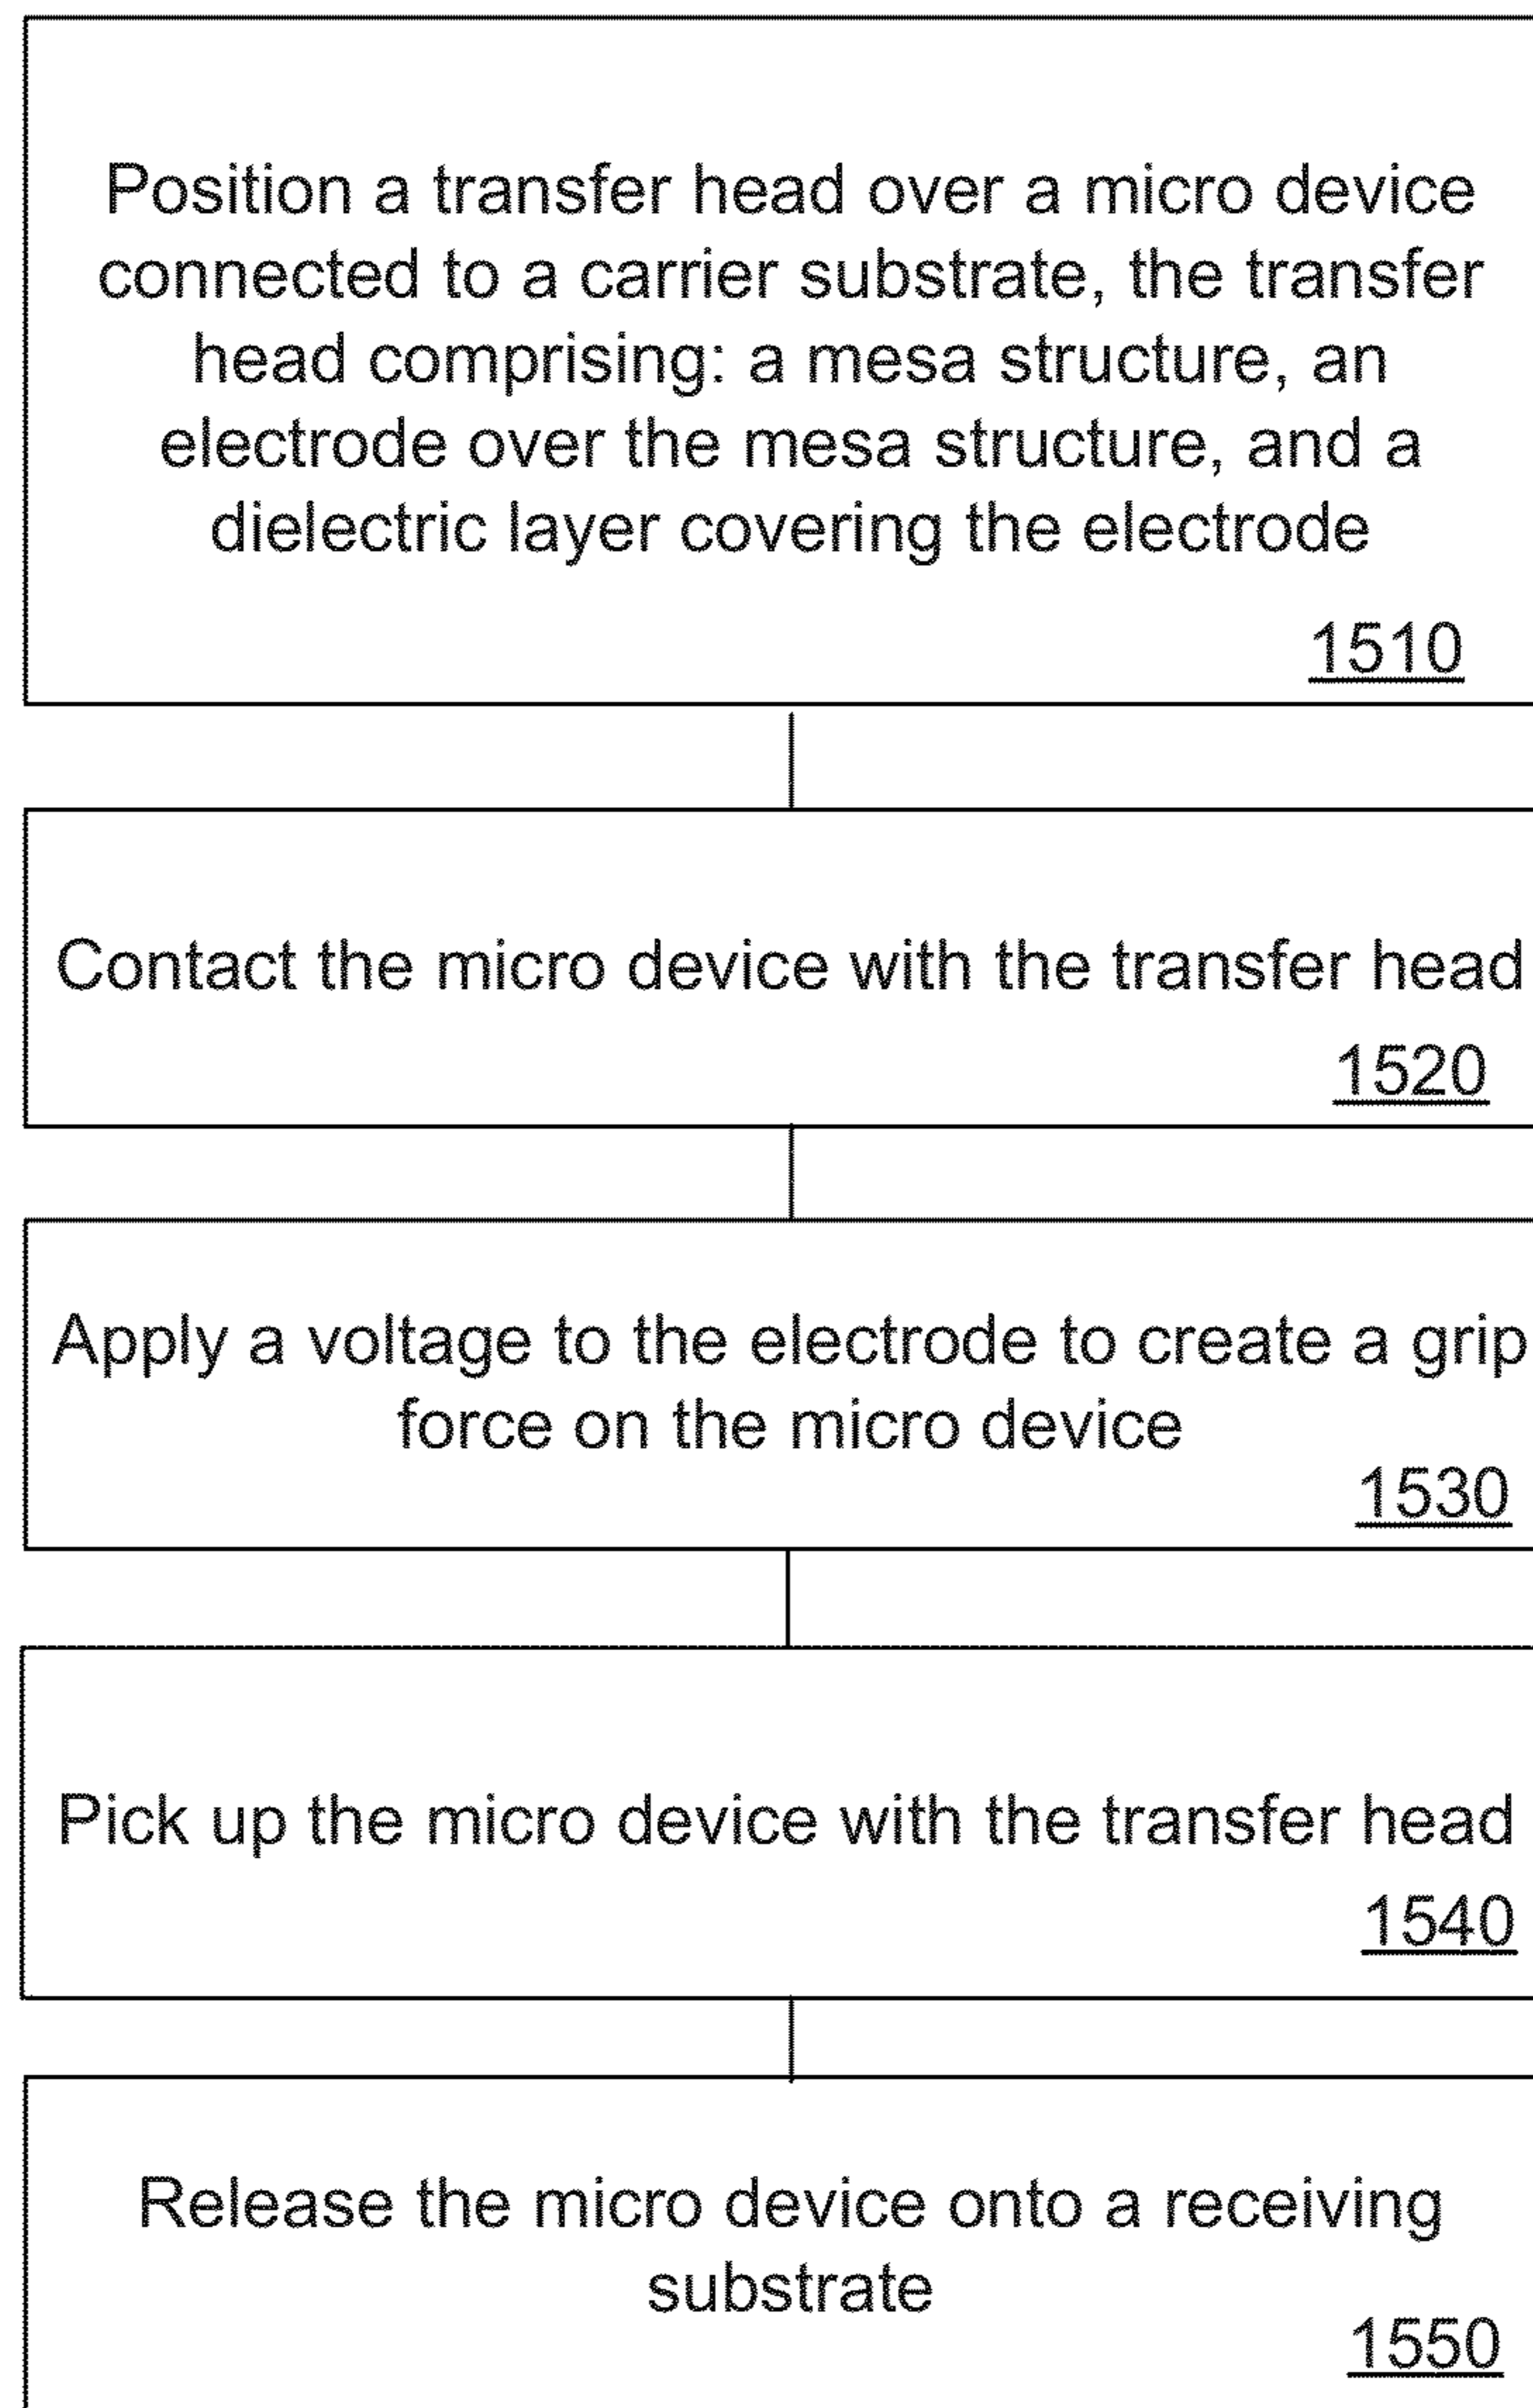 Position a transfer head over a micro device
connected to a carrier substrate, the transfer
head comprising: a mesa structure, an
electrode over the mesa structure, and a
dielectric layer covering the electrode
1510
Contact the micro device with the transfer head
1520
Apply a voltage to the electrode to create a grip
force on the micro device
1530
Pick up the micro device with the transfer head
1540
Release the micro device onto a receiving
substrate
1550